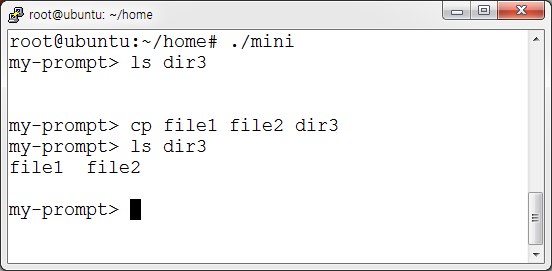 root@ubuntu: ~/home
root@ubuntu:~/home# ./mini
my-prompt> ls dir3
my-prompt> cp file1 file2 dir3
my-prompt> ls dir3
file1  file2
my-prompt>